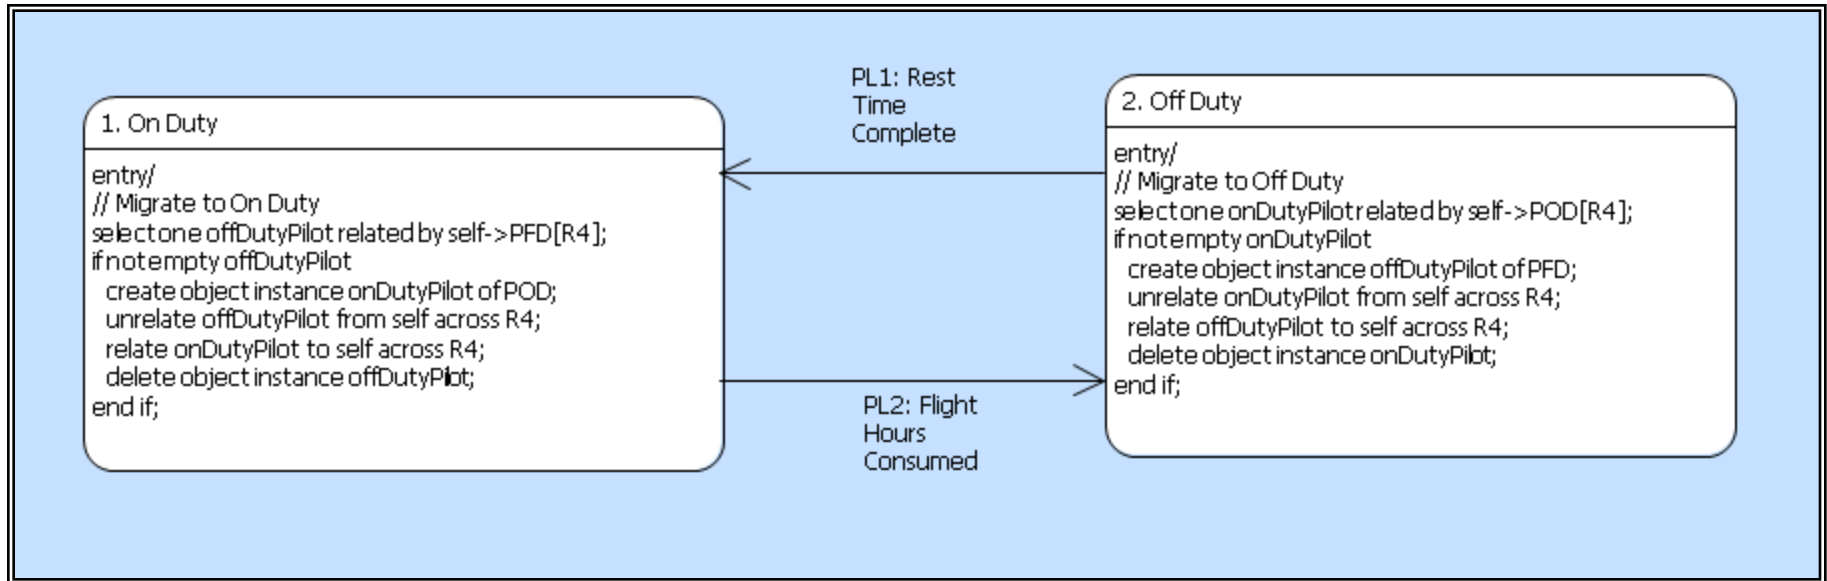 PL1: Rest
Time
Complete
1. On Duty
entry/
// Migrate to On Duty
select one offDutyPilot related by self->PFD[R4];
if not empty offDutyPilot
  create object instance onDutyPilot of POD;
  unrelate offDutyPilot from self across R4;
  relate onDutyPilot to self across R4;
  delete object instance offDutyPilot;
end if;
2. Off Duty
entry/
// Migrate to Off Duty
select one onDutyPilot related by self->POD[R4];
if not empty onDutyPilot
  create object instance offDutyPilot of PFD;
  unrelate onDutyPilot from self across R4;
  relate offDutyPilot to self across R4;
  delete object instance onDutyPilot;
end if;
PL2: Flight
Hours
Consumed